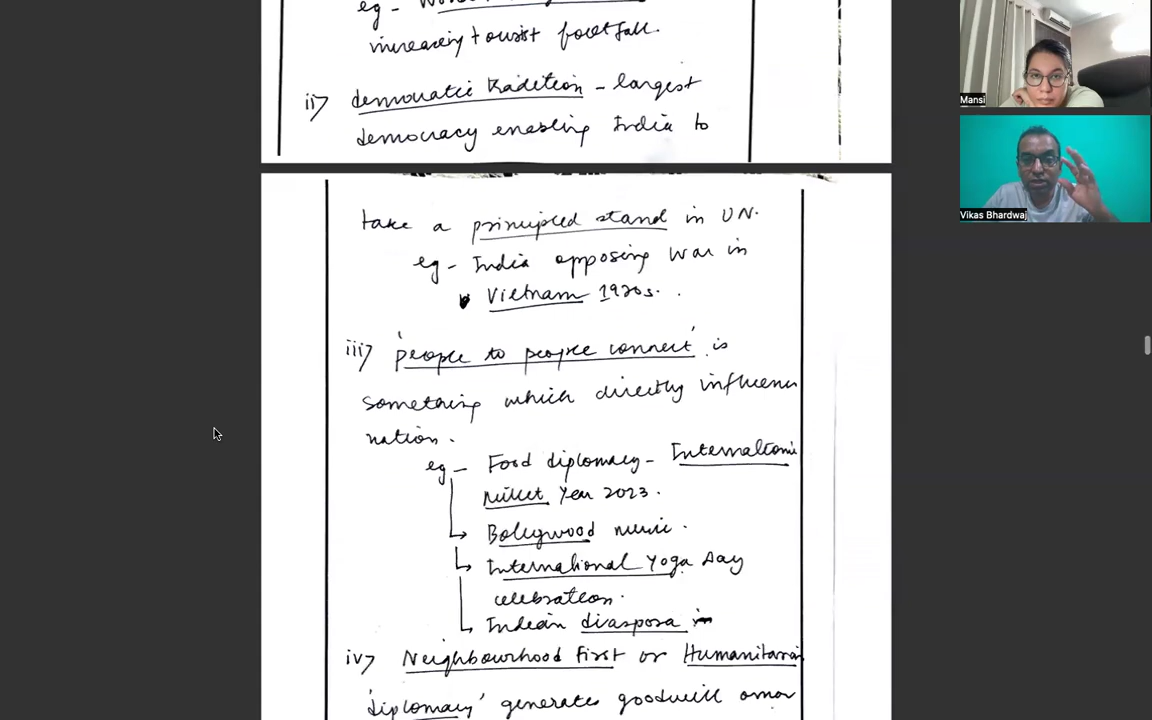 eg -
increasing tourist footfall.
ii) democratic tradition - largest
democracy enabling India to
take a principled stand in UN.
eg - India opposing war in
Vietnam 1970s.
iii) 'people to people connect' is
something which directly influence
nation.
eg - Food diplomacy - International
Millet Year 2023.
Bollywood music.
International Yoga Day
celebration.
Indian diaspora
iv) Neighbourhood First or Humanitarian
'diplomacy' generates goodwill
Mansi
Vikas Bhardwaj